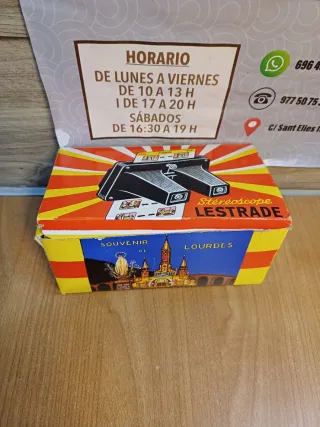 HORARIO
DE LUNES A VIERNES
DE 10 A 13 H
I DE 17 A 20 H
SÁBADOS
DE 16:30 A 19 H
696 4
977 50 75
C/ Sant Elies
Stéréoscope
LESTRADE
SOUVENIR
DE
LOURDES